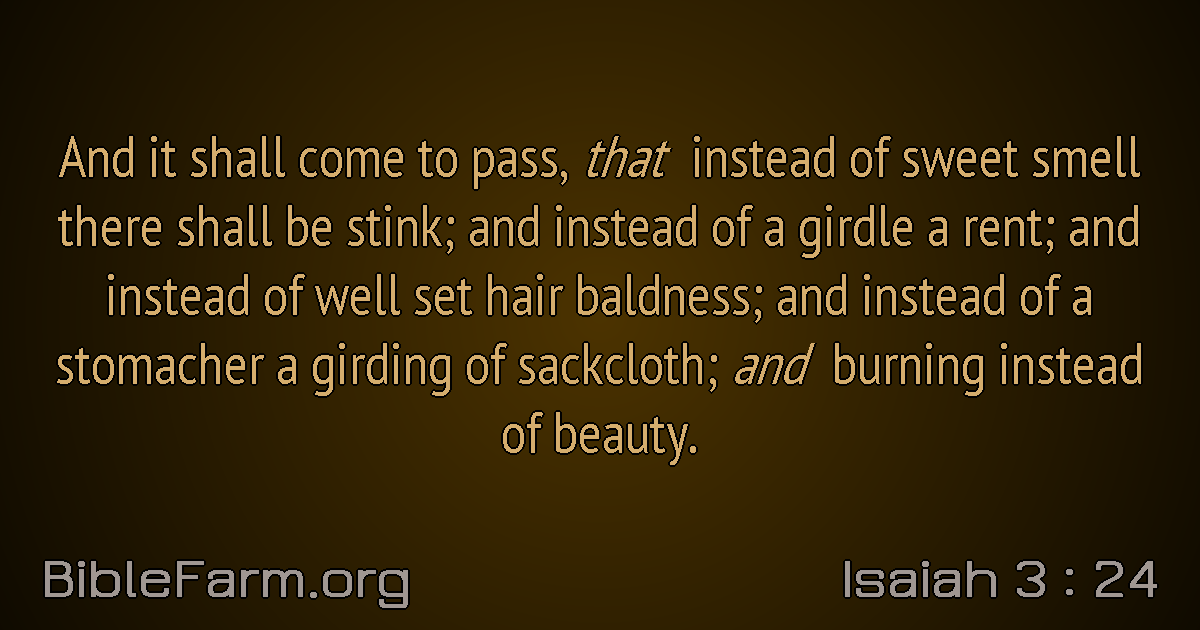 And it shall come to pass, that instead of sweet smell
there shall be stink; and instead of a girdle a rent; and
instead of well set hair baldness; and instead of a
stomacher a girding of sackcloth; and burning instead
of beauty.
BibleFarm.org
Isaiah 3 : 24